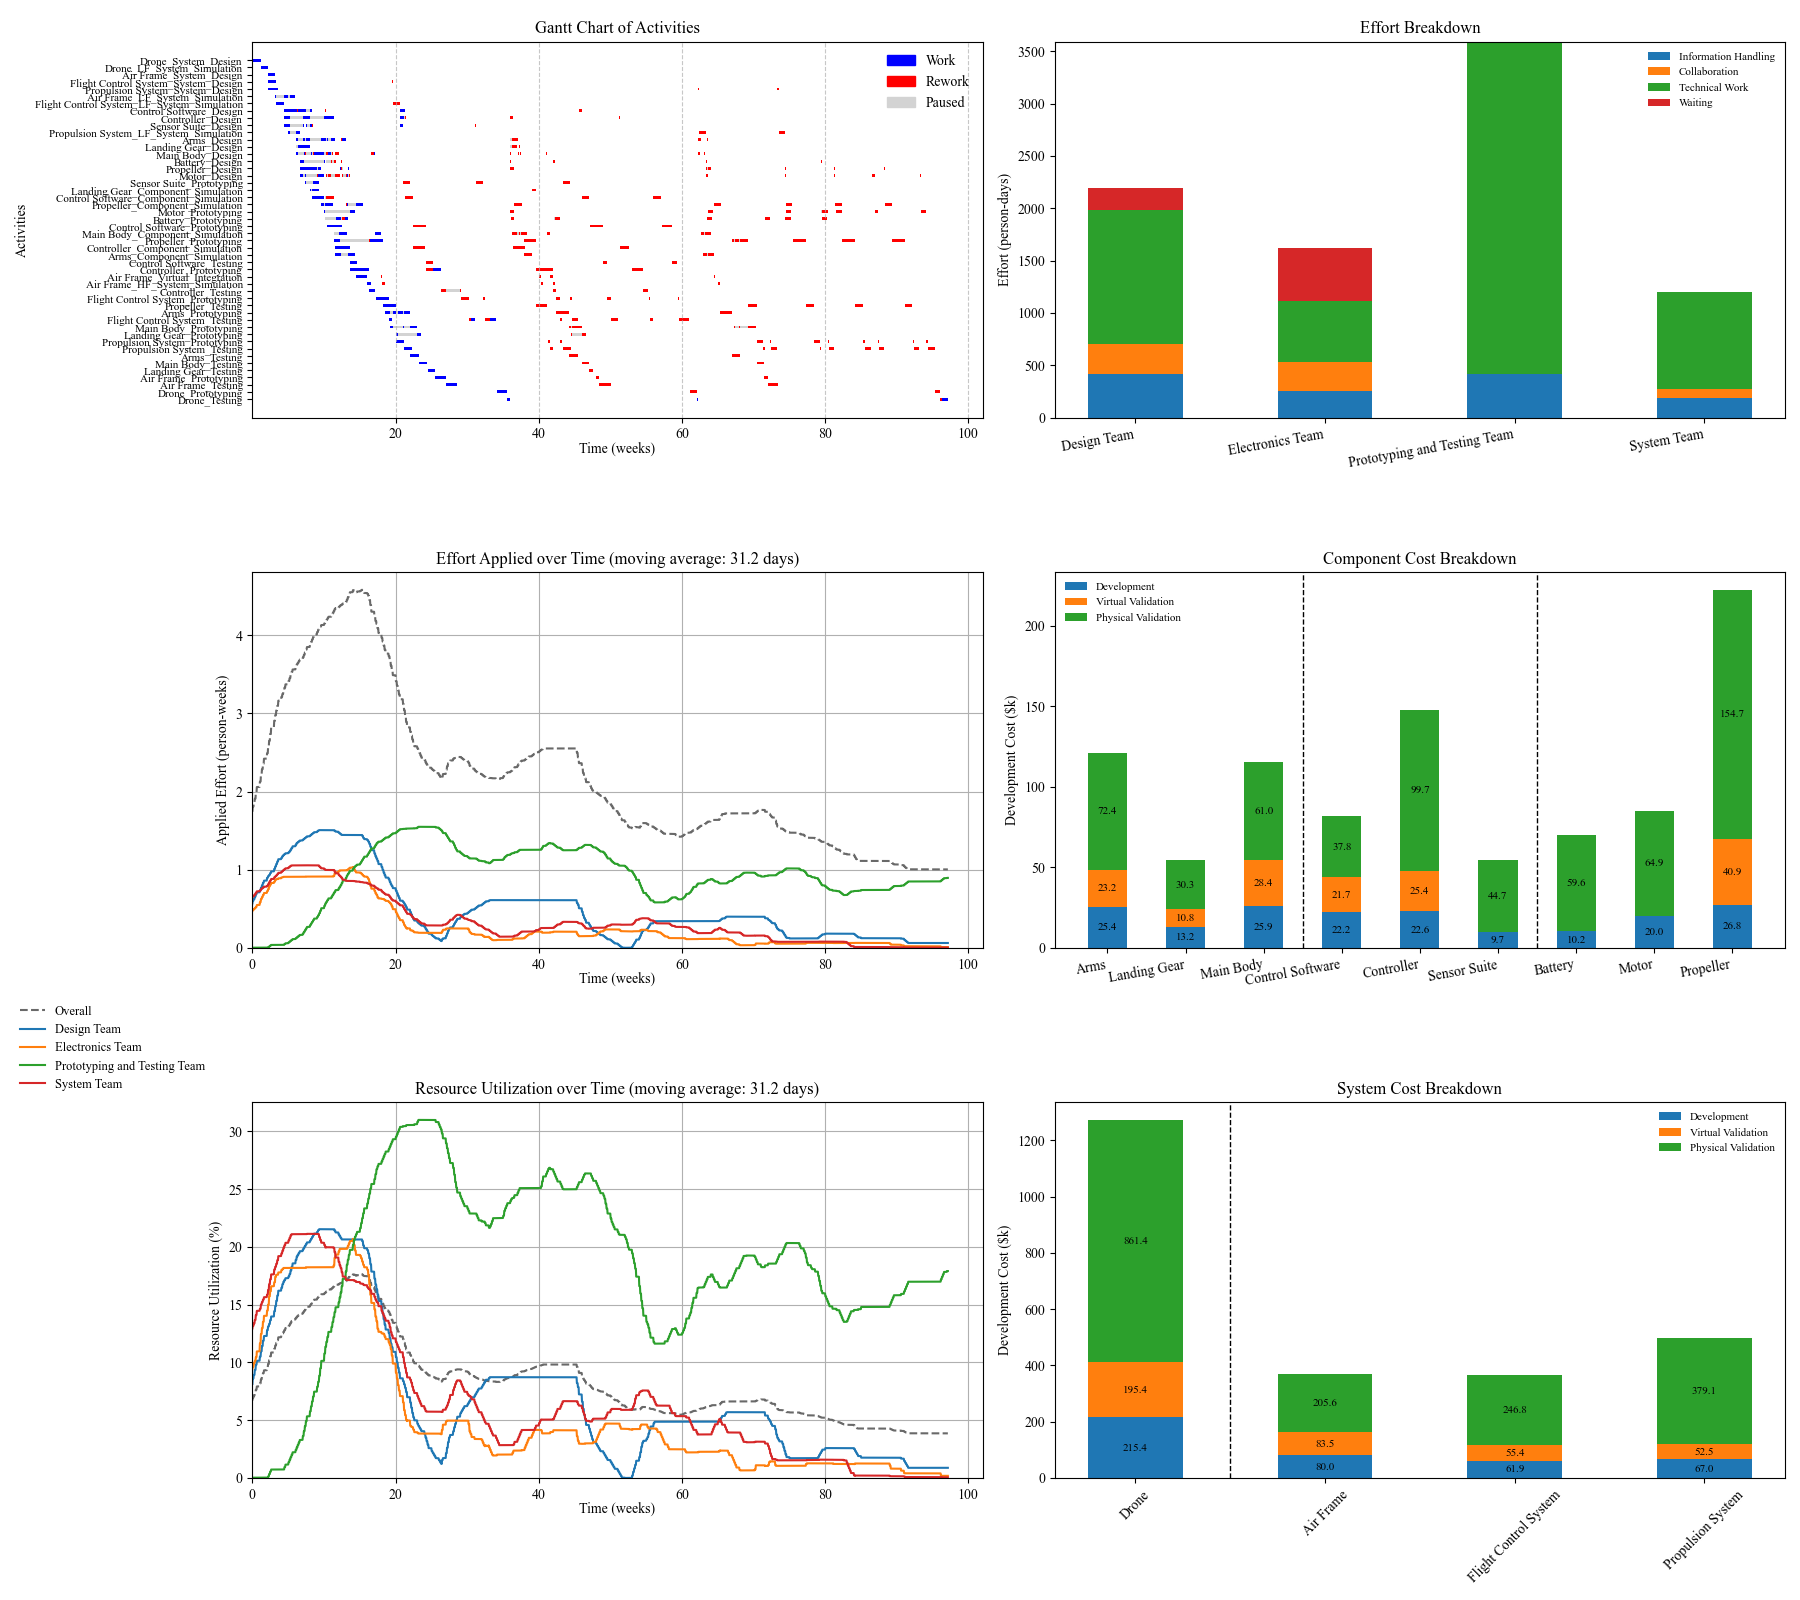 Gantt Chart of Activities
Activities
Drone_System_Design
Drone_LF_System_Simulation
Air Frame_System_Design
Flight Control System_System_Design
Propulsion System_System_Design
Air Frame_LF_System_Simulation
Flight Control System_LF_System_Simulation
Control Software_Design
Controller_Design
Sensor Suite_Design
Propulsion System_LF_System_Simulation
Arms_Design
Landing Gear_Design
Main Body_Design
Battery_Design
Propeller_Design
Motor_Design
Sensor Suite_Prototyping
Landing Gear_Component_Simulation
Control Software_Component_Simulation
Propeller_Component_Simulation
Motor_Prototyping
Battery_Prototyping
Control Software_Prototyping
Main Body_Component_Simulation
Propeller_Prototyping
Controller_Component_Simulation
Arms_Component_Simulation
Control Software_Testing
Controller_Prototyping
Air Frame_Virtual_Integration
Air Frame_HF_System_Simulation
Controller_Testing
Flight Control System_Prototyping
Propeller_Testing
Arms_Prototyping
Flight Control System_Testing
Main Body_Prototyping
Landing Gear_Prototyping
Propulsion System_Prototyping
Propulsion System_Testing
Arms_Testing
Main Body_Testing
Landing Gear_Testing
Air Frame_Prototyping
Air Frame_Testing
Drone_Prototyping
Drone_Testing
Work
Rework
Paused
20 40 60 80 100
Time (weeks)
Effort Breakdown
Effort (person-days)
3500
3000
2500
2000
1500
1000
500
0
Information Handling
Collaboration
Technical Work
Waiting
Design Team
Electronics Team
Prototyping and Testing Team
System Team
Effort Applied over Time (moving average: 31.2 days)
Applied Effort (person-weeks)
4
3
2
1
0
0 20 40 60 80 100
Time (weeks)
Component Cost Breakdown
Development Cost ($k)
200
150
100
50
0
Development
Virtual Validation
Physical Validation
72.4
23.2
25.4
30.3
10.8
13.2
61.0
28.4
25.9
37.8
21.7
22.2
99.7
25.4
22.6
44.7
9.7
59.6
10.2
64.9
20.0
154.7
40.9
26.8
Arms
Landing Gear
Main Body
Control Software
Controller
Sensor Suite
Battery
Motor
Propeller
Overall
Design Team
Electronics Team
Prototyping and Testing Team
System Team
Resource Utilization over Time (moving average: 31.2 days)
Resource Utilization (%)
30
25
20
15
10
5
0
0 20 40 60 80 100
Time (weeks)
System Cost Breakdown
Development Cost ($k)
1200
1000
800
600
400
200
0
Development
Virtual Validation
Physical Validation
861.4
195.4
215.4
205.6
83.5
80.0
246.8
55.4
61.9
379.1
52.5
67.0
Drone
Air Frame
Flight Control System
Propulsion System